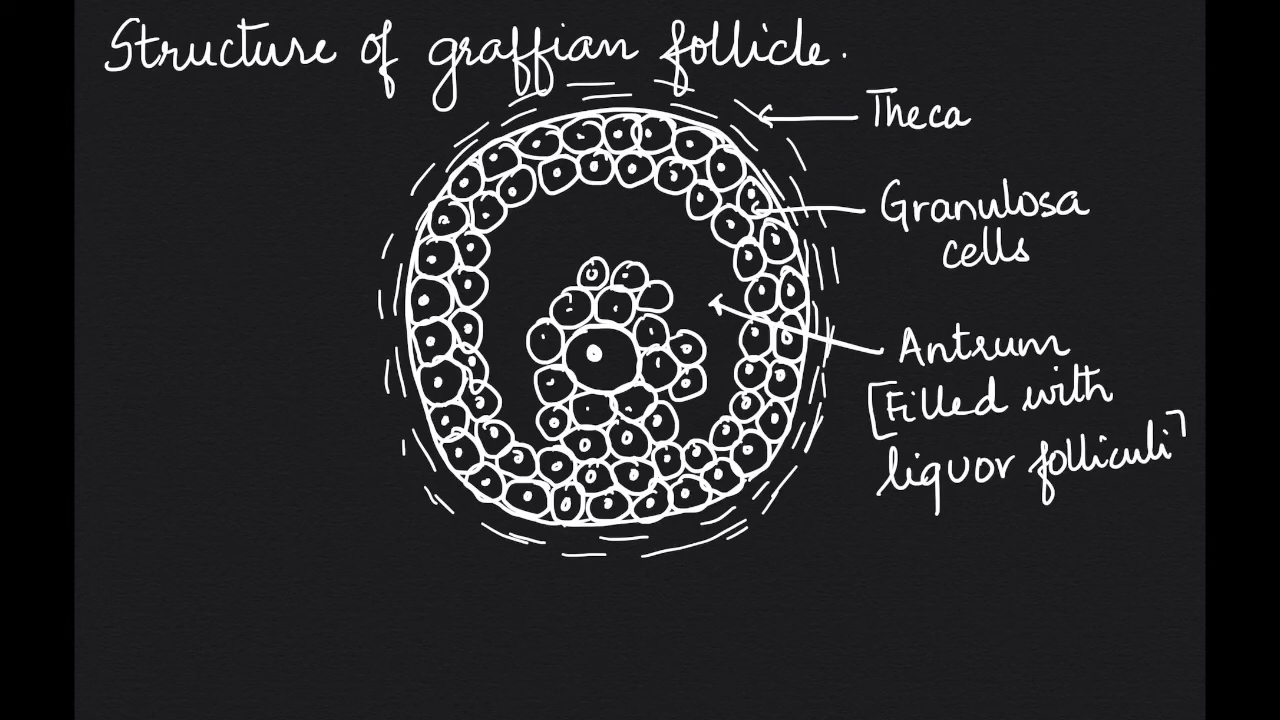 Structure of graffian follicle.
Theca
Granulosa
cells
Antrum
[Filled with
liquor folliculi]